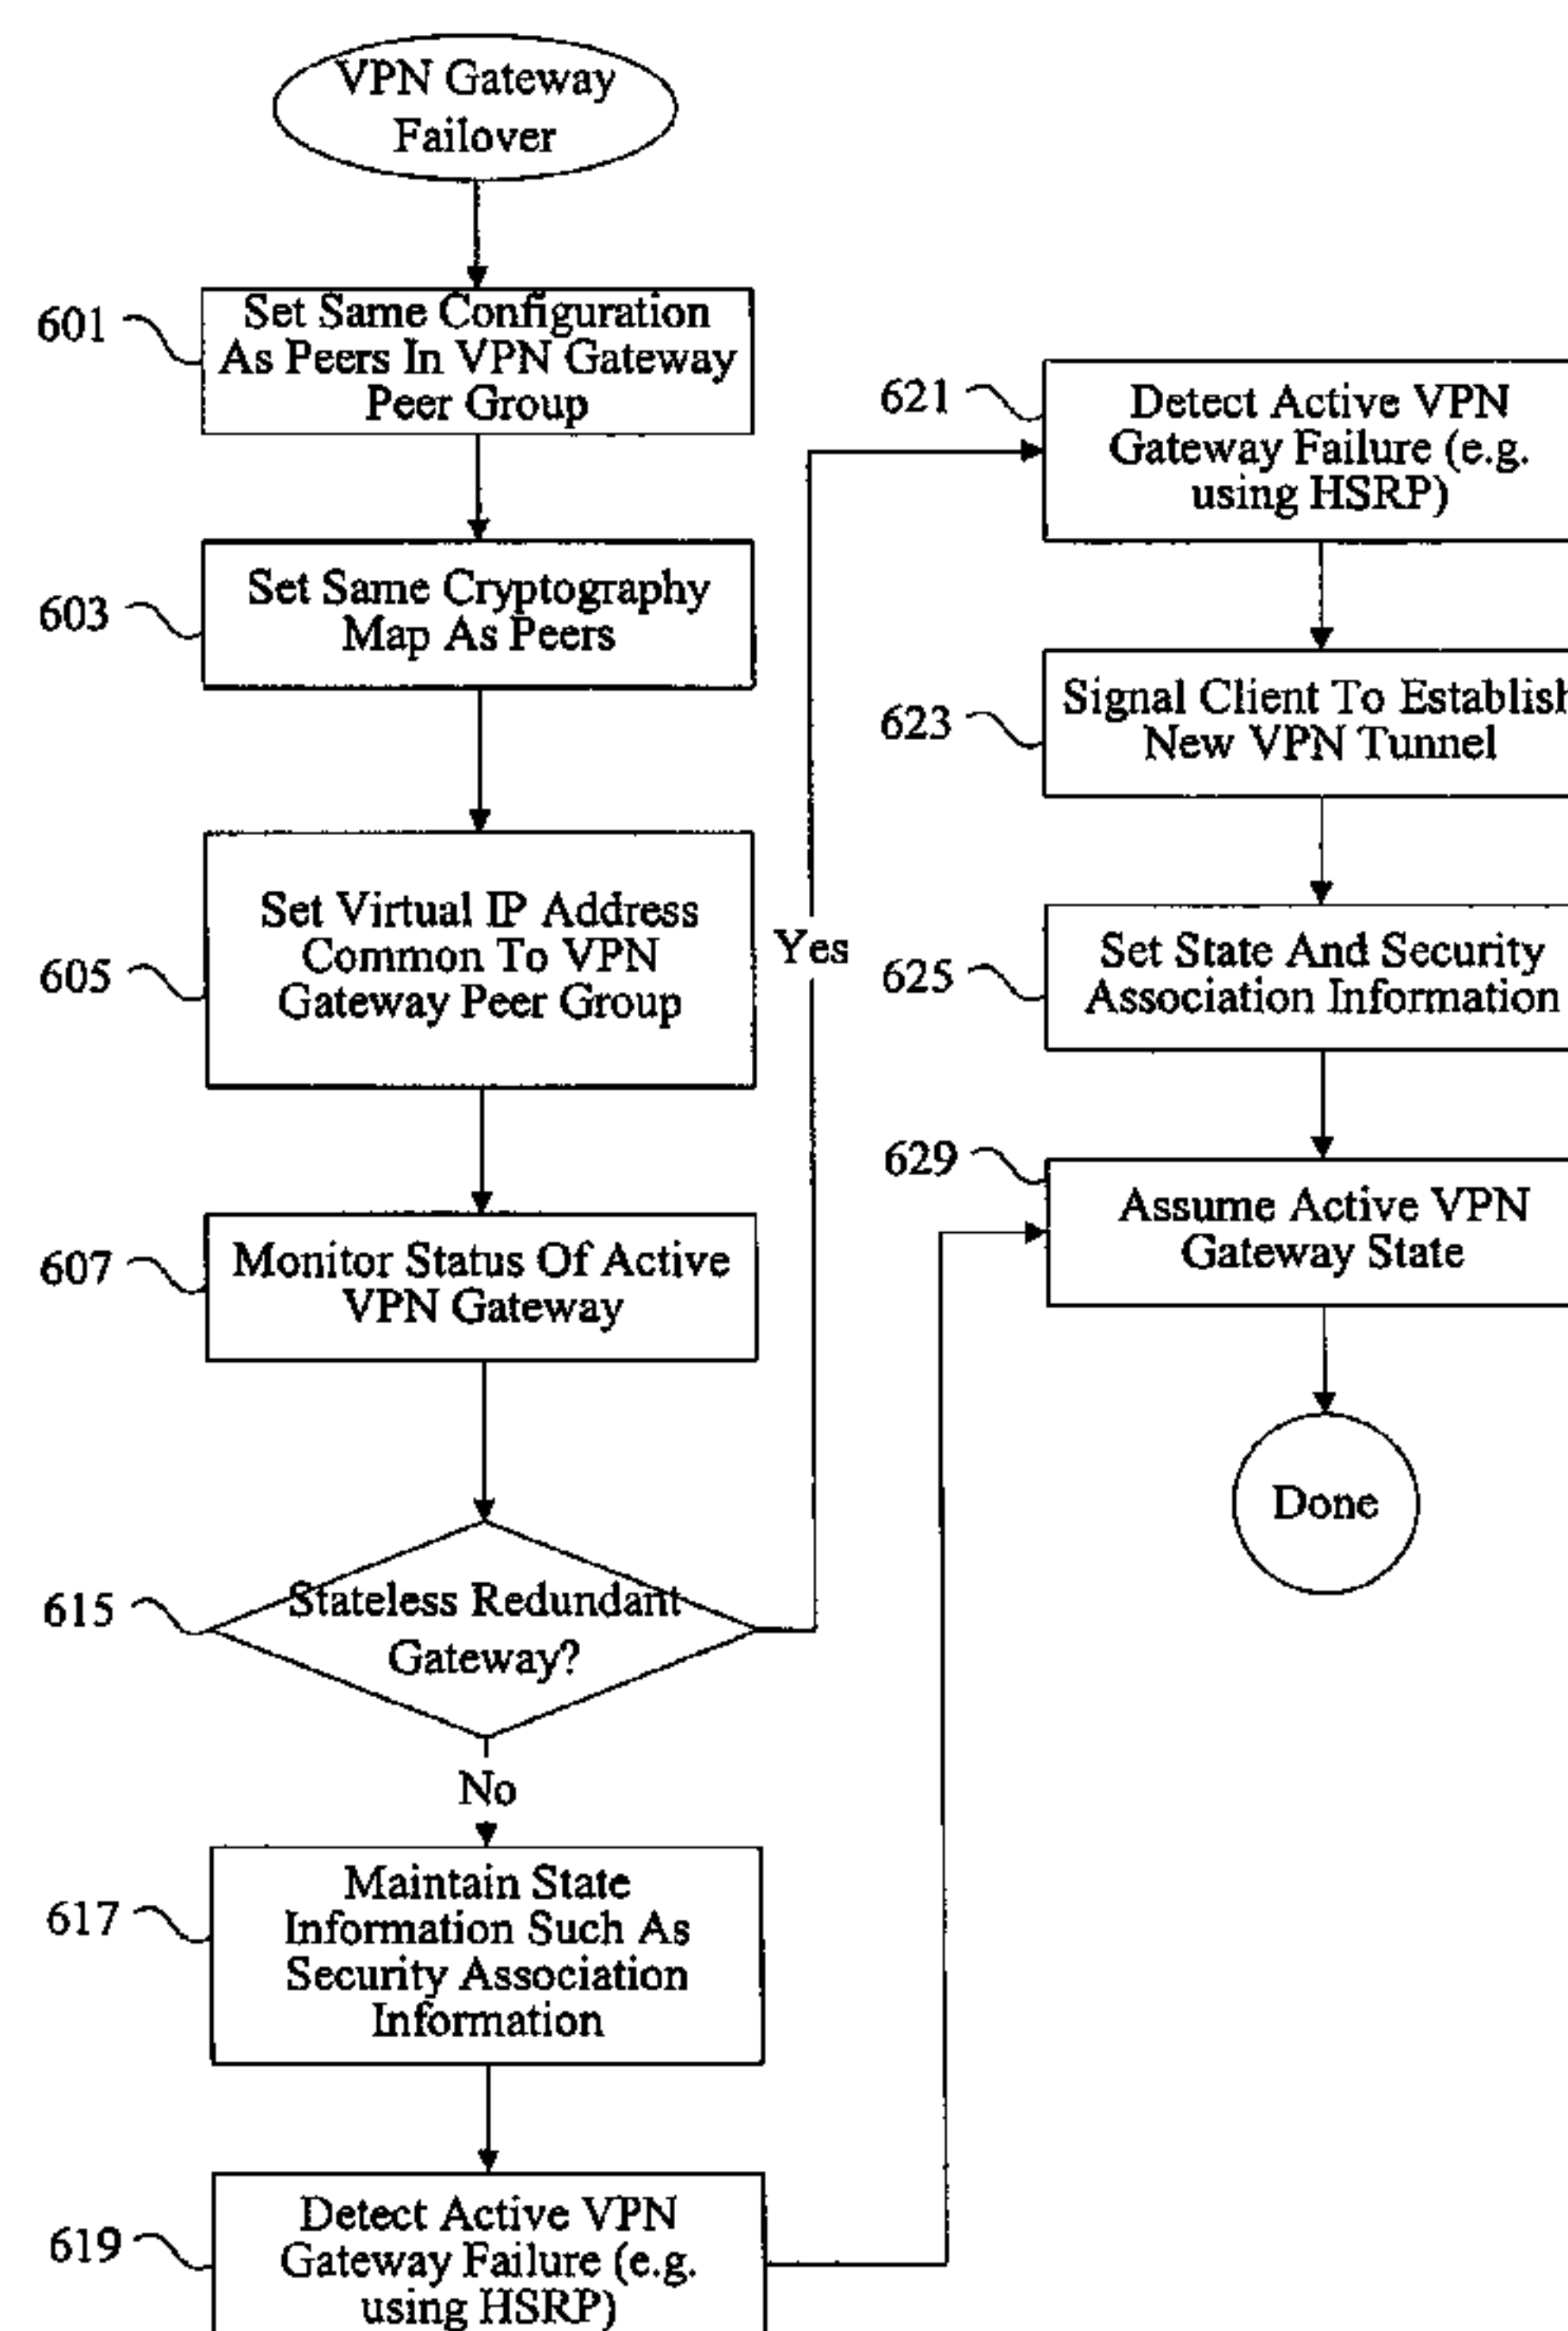 VPN Gateway
Failover
601
Set Same Configuration
As Peers In VPN Gateway
Peer Group
603
Set Same Cryptography
Map As Peers
605
Set Virtual IP Address
Common To VPN
Gateway Peer Group
607
Monitor Status Of Active
VPN Gateway
615
Stateless Redundant
Gateway?
Yes
No
617
Maintain State
Information Such As
Security Association
Information
619
Detect Active VPN
Gateway Failure (e.g.
using HSRP)
621
Detect Active VPN
Gateway Failure (e.g.
using HSRP)
623
Signal Client To Establish
New VPN Tunnel
625
Set State And Security
Association Information
629
Assume Active VPN
Gateway State
Done